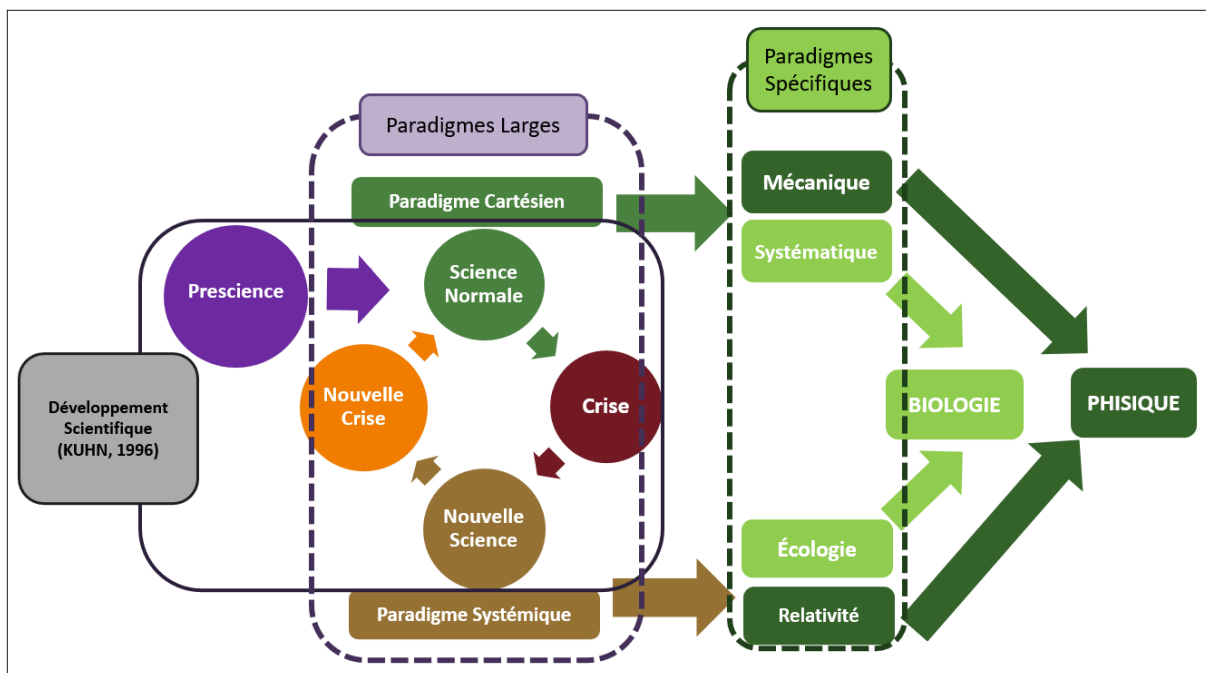 Paradigmes
Spécifiques
Paradigmes Larges
Mécanique
Paradigme Cartésien
Systématique
Science
Normale
Prescience
Nouvelle
Crise
Crise
BIOLOGIE
PHISIQUE
Développement
Scientifique
(KUHN, 1996)
Nouvelle
Science
Écologie
Paradigme Systémique
Relativité